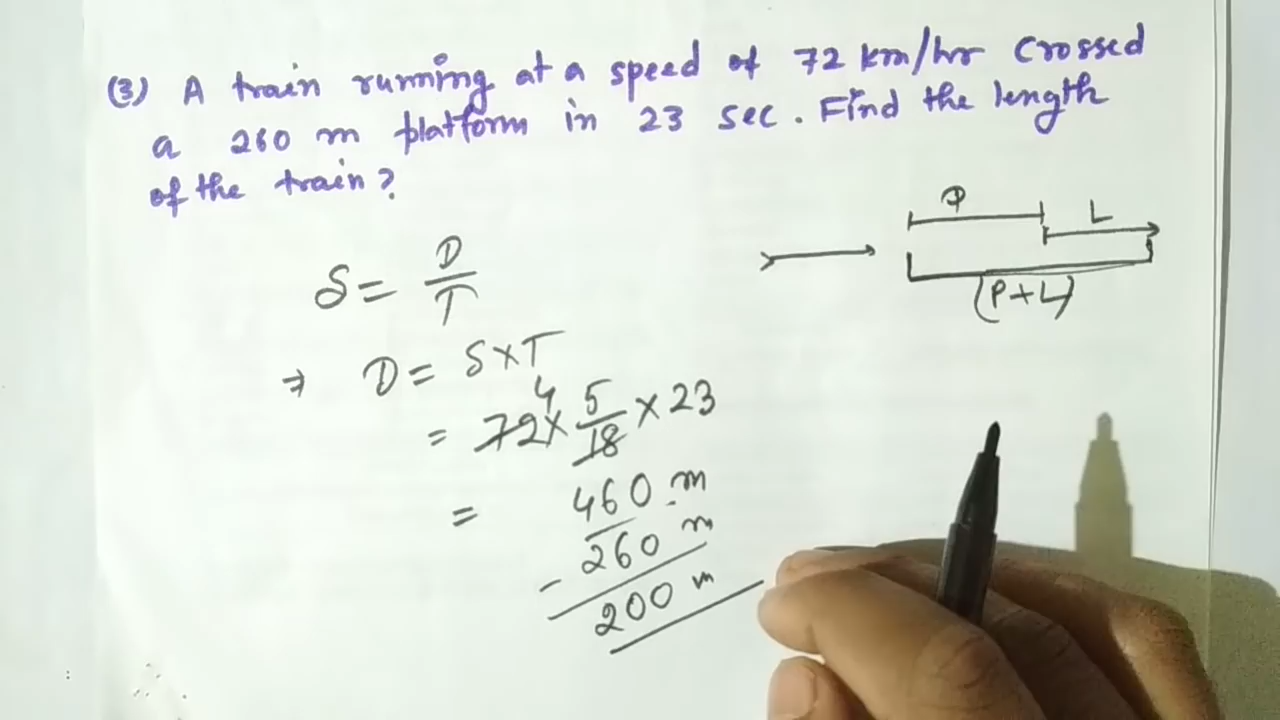 (3) A train running at a speed of 72 km/hr crossed
a 260 m platform in 23 sec. Find the length
of the train?
P
L
(P+L)
S = D/T
⇒ D = S×T
4
= 72 × 5/18 × 23
= 460 m
- 260 m
200 m